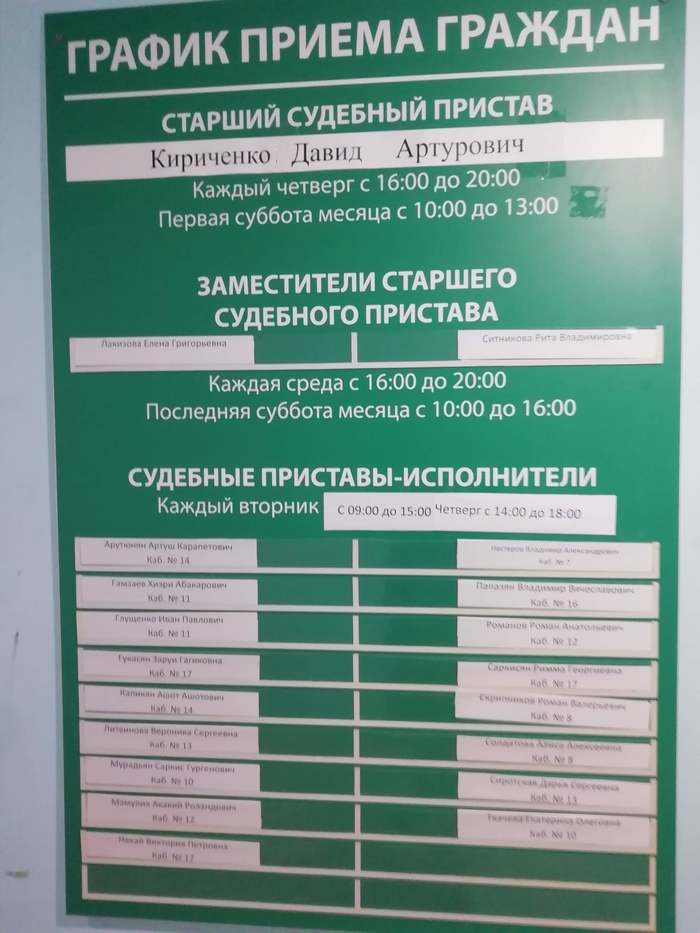 ГРАФИК ПРИЕМА ГРАЖДАН
СТАРШИЙ СУДЕБНЫЙ ПРИСТАВ
Кириченко Давид Артурович
Каждый четверг с 16:00 до 20:00
Первая суббота месяца с 10:00 до 13:00
ЗАМЕСТИТЕЛИ СТАРШЕГО
СУДЕБНОГО ПРИСТАВА
Лакизова Елена Григорьевна
Ситникова Рита Владимировна
Каждая среда с 16:00 до 20:00
Последняя суббота месяца с 10:00 до 16:00
СУДЕБНЫЕ ПРИСТАВЫ-ИСПОЛНИТЕЛИ
Каждый вторник С 09:00 до 15:00 Четверг с 14:00 до 18:00
Арутюнян Артуш Карапетович
Каб. № 14
Нестеров Владимир Александрович
Каб. № 7
Гамзаев Хизри Абакарович
Каб. № 11
Папазян Владимир Вячеславович
Каб. № 16
Глущенко Иван Павлович
Каб. № 11
Романов Роман Анатольевич
Каб. № 12
Гукасян Заруи Гагиковна
Каб. № 17
Саркисян Римма Георгиевна
Каб. № 17
Каликян Ашот Ашотович
Каб. № 14
Скрипников Роман Валерьевич
Каб. № 8
Литвинова Вероника Сергеевна
Каб. № 13
Солдатова Алиса Алексеевна
Каб. № 8
Мурадьян Саркис Гургенович
Каб. № 10
Сиротская Дарья Сергеевна
Каб. № 13
Мамулия Акакий Роландович
Каб. № 12
Ткачева Екатерина Олеговна
Каб. № 10
Виктория Петровна
Каб. № 17